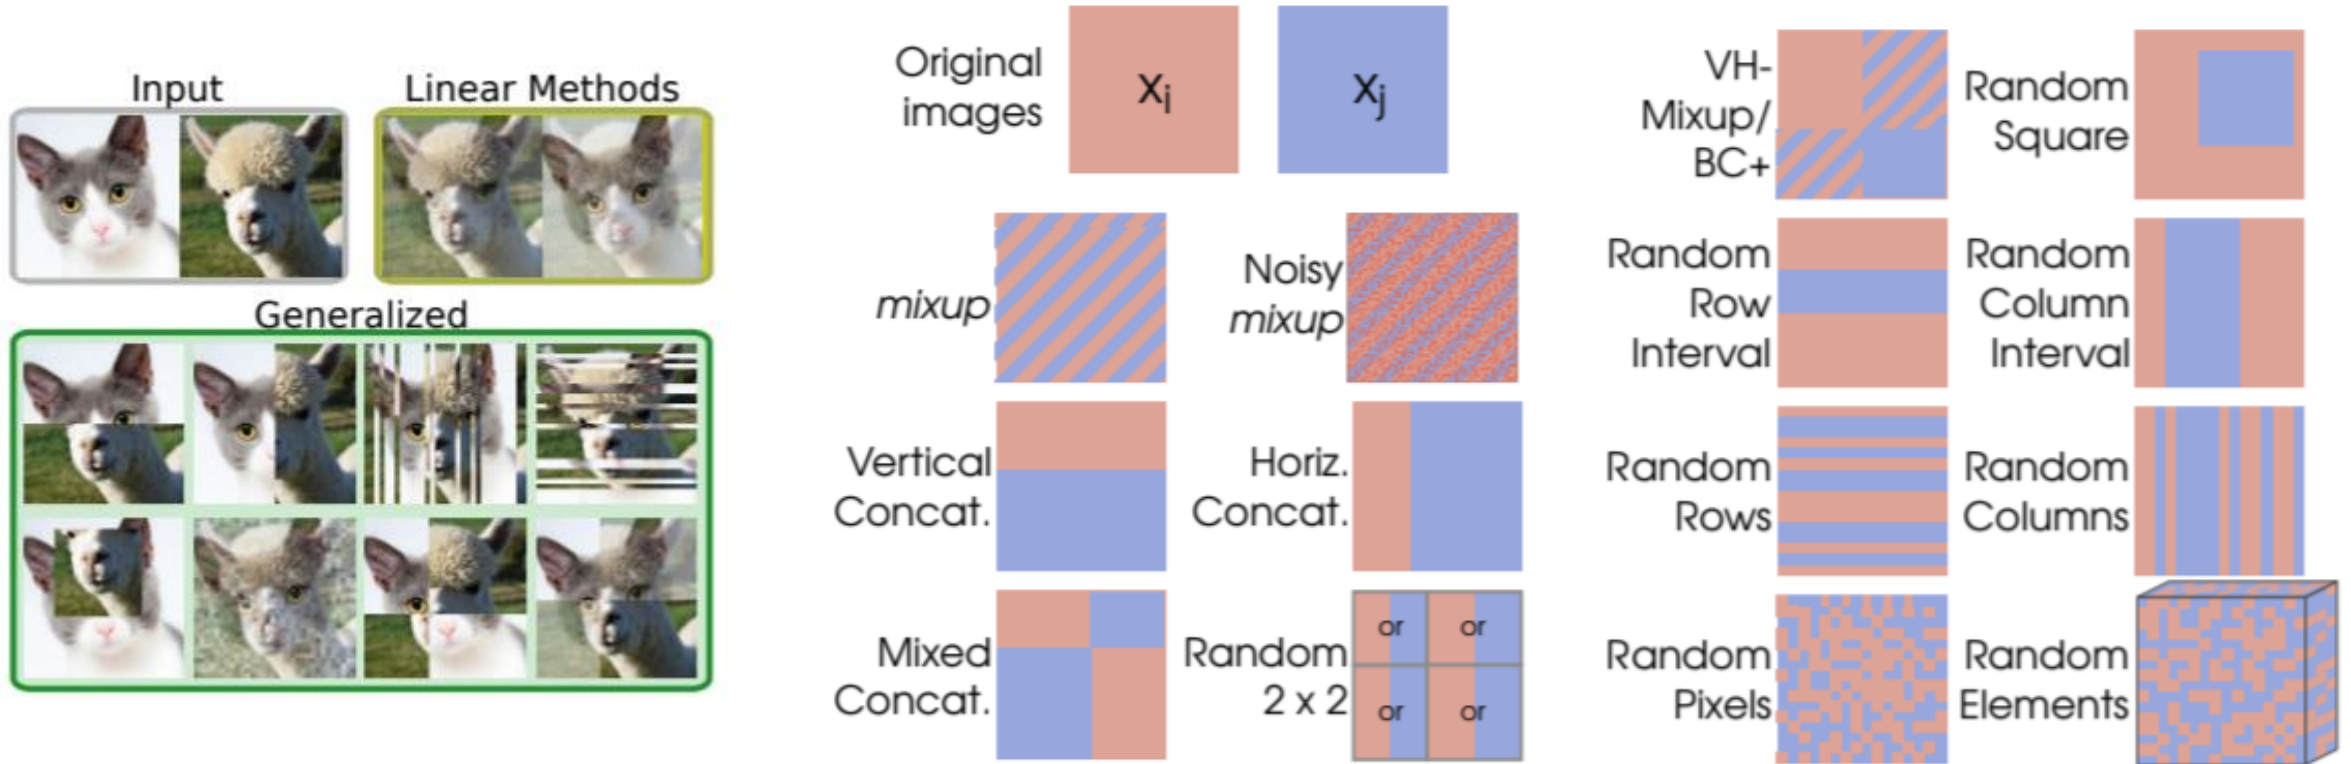 Input
Linear Methods
Generalized
Original
images
xi
xj
mixup
Noisy
mixup
Vertical
Concat.
Horiz.
Concat.
Mixed
Concat.
Random
2 x 2
or
or
or
or
VH-
Mixup/
BC+
Random
Square
Random
Row
Interval
Random
Column
Interval
Random
Rows
Random
Columns
Random
Pixels
Random
Elements